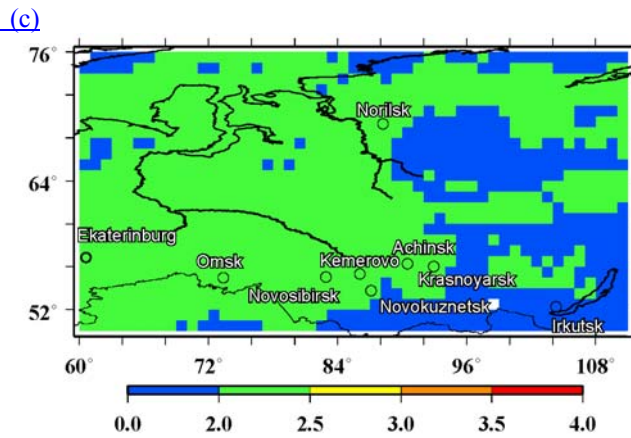 (c)
76°
Norilsk
64°
Ekaterinburg
Achinsk
Omsk
Kemerovo
Krasnoyarsk
Novosibirsk
Novokuznetsk
52°
Irkutsk
60° 72° 84° 96° 108°
0.0 2.0 2.5 3.0 3.5 4.0